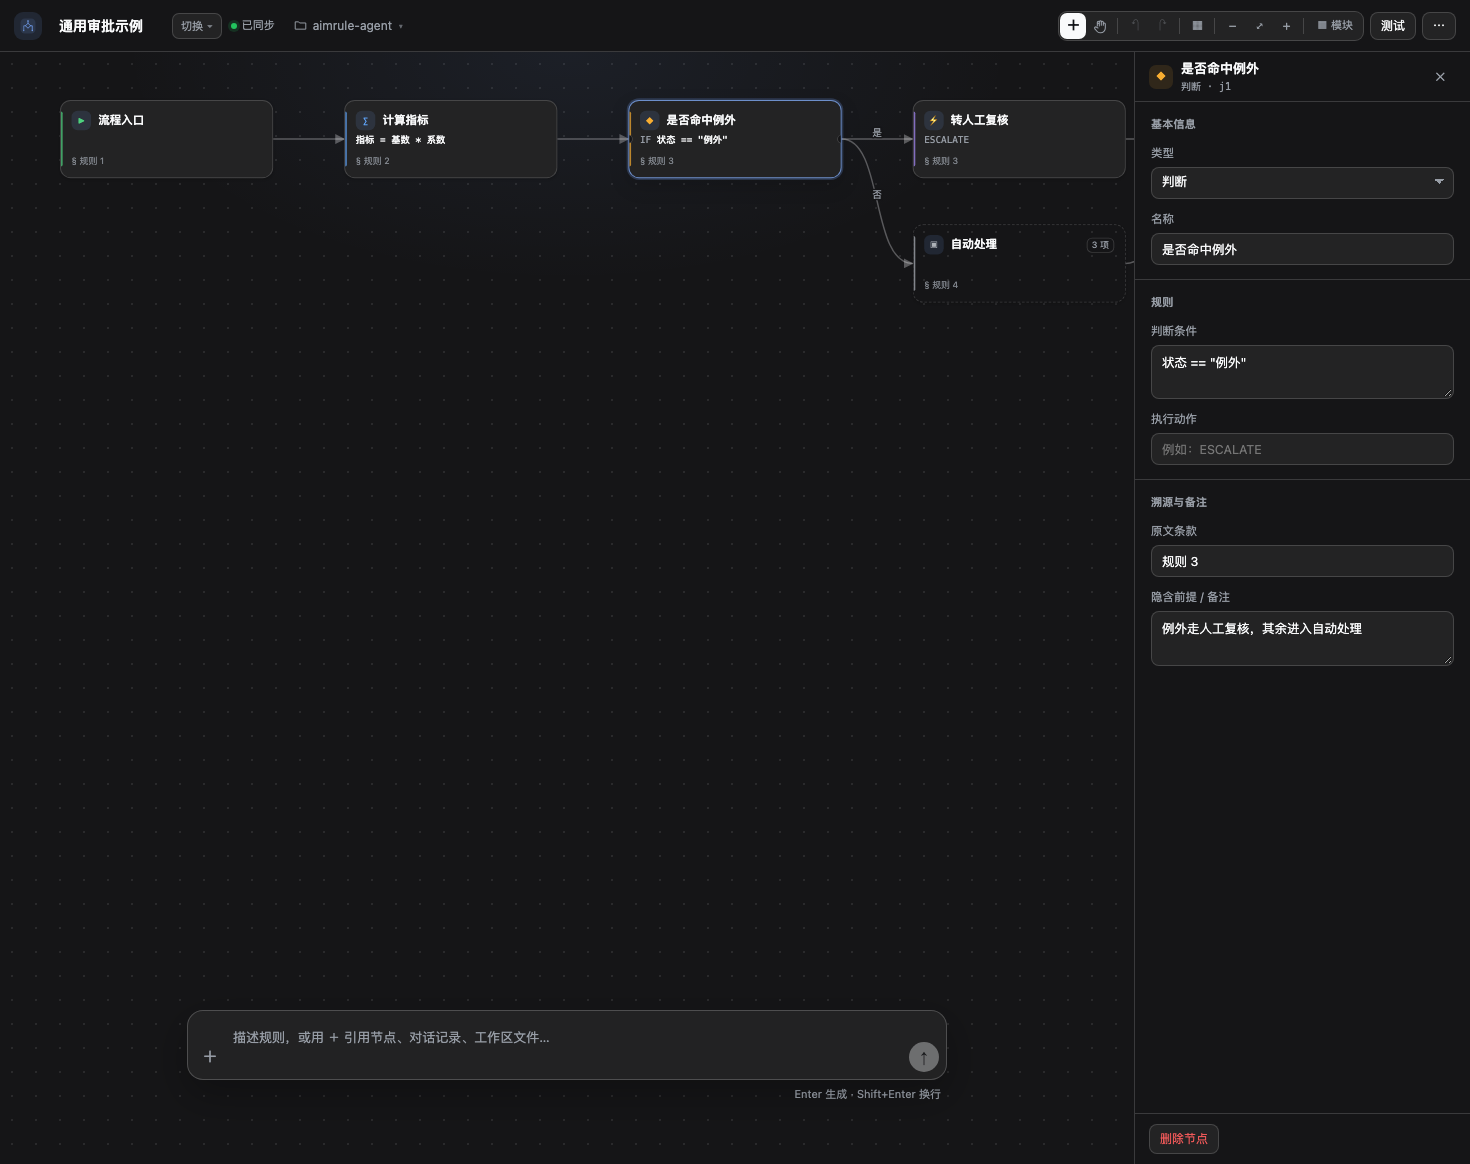 通用审批示例
切换
已同步
aimrule-agent
模块
测试
流程入口
§ 规则 1
计算指标
指标 = 基数 * 系数
§ 规则 2
是否命中例外
IF 状态 == "例外"
§ 规则 3
是
否
转人工复核
ESCALATE
§ 规则 3
自动处理
3 项
§ 规则 4
是否命中例外
判断 · j1
基本信息
类型
判断
名称
是否命中例外
规则
判断条件
状态 == "例外"
执行动作
例如：ESCALATE
溯源与备注
原文条款
规则 3
隐含前提 / 备注
例外走人工复核，其余进入自动处理
删除节点
描述规则，或用 + 引用节点、对话记录、工作区文件...
Enter 生成 · Shift+Enter 换行